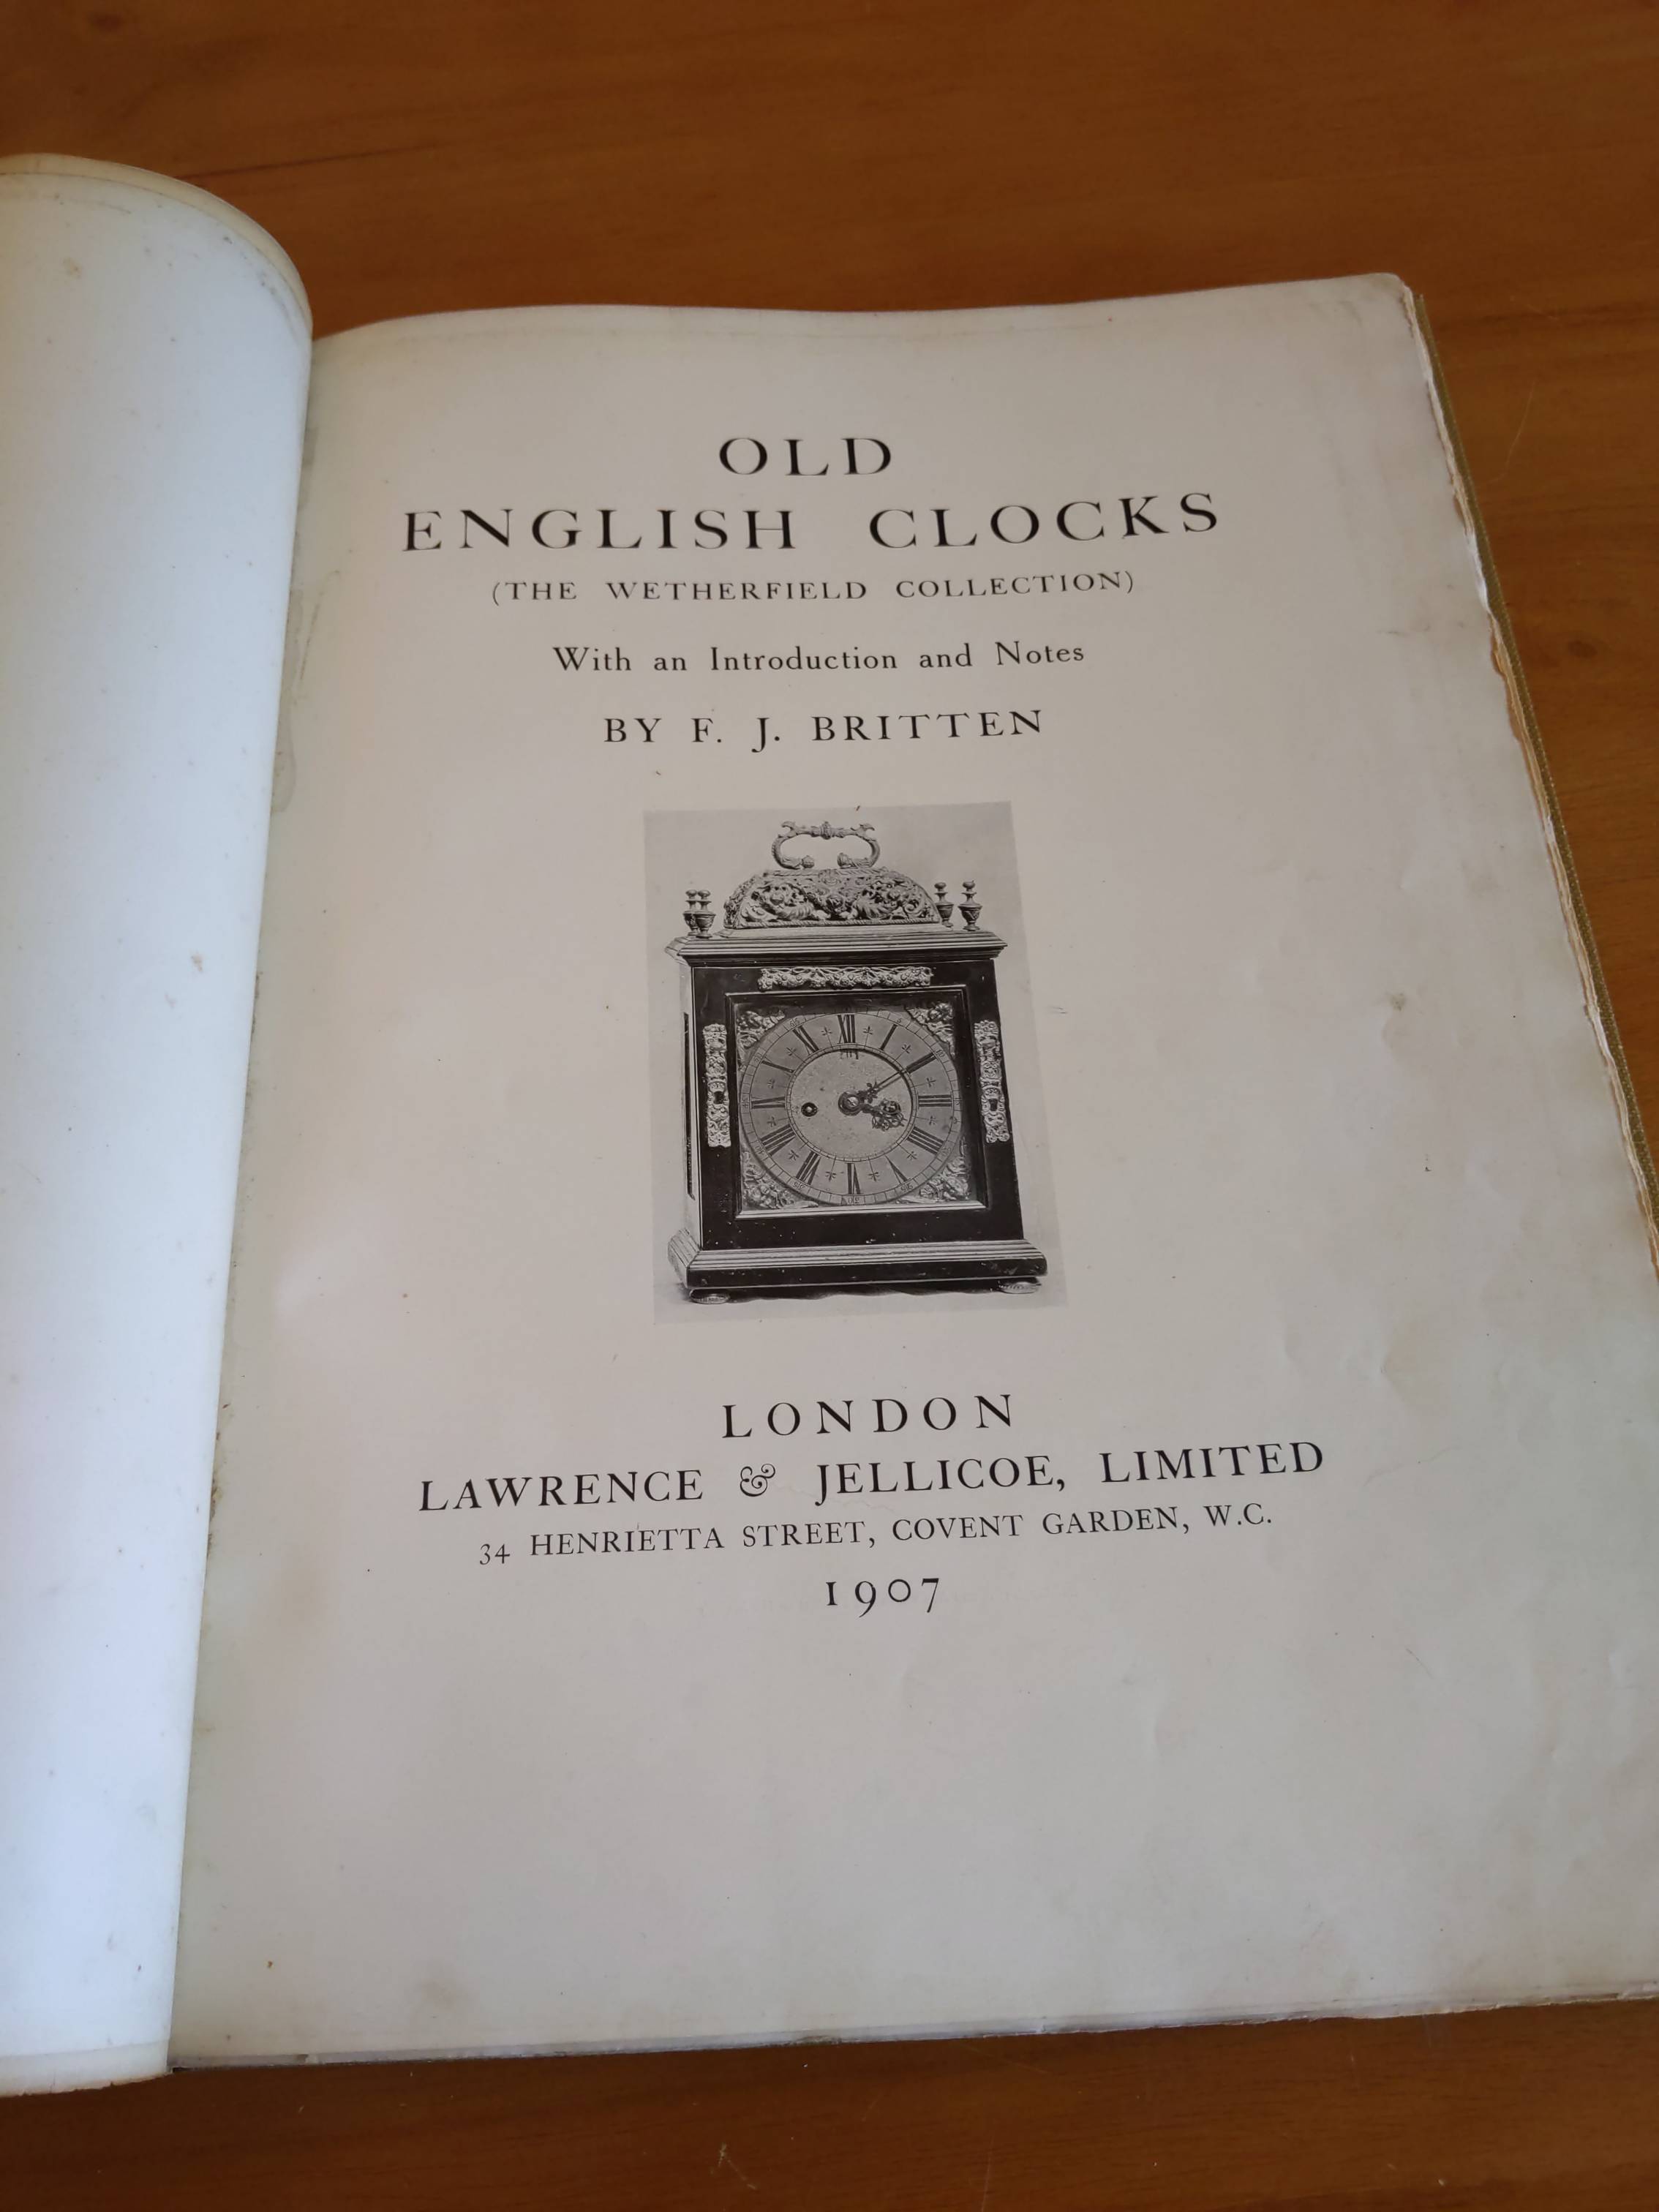 OLD
ENGLISH CLOCKS
(THE WETHERFIELD COLLECTION)
With an Introduction and Notes
BY F. J. BRITTEN
LONDON
LAWRENCE & JELLICOE, LIMITED
34 HENRIETTA STREET, COVENT GARDEN, W.C.
1907